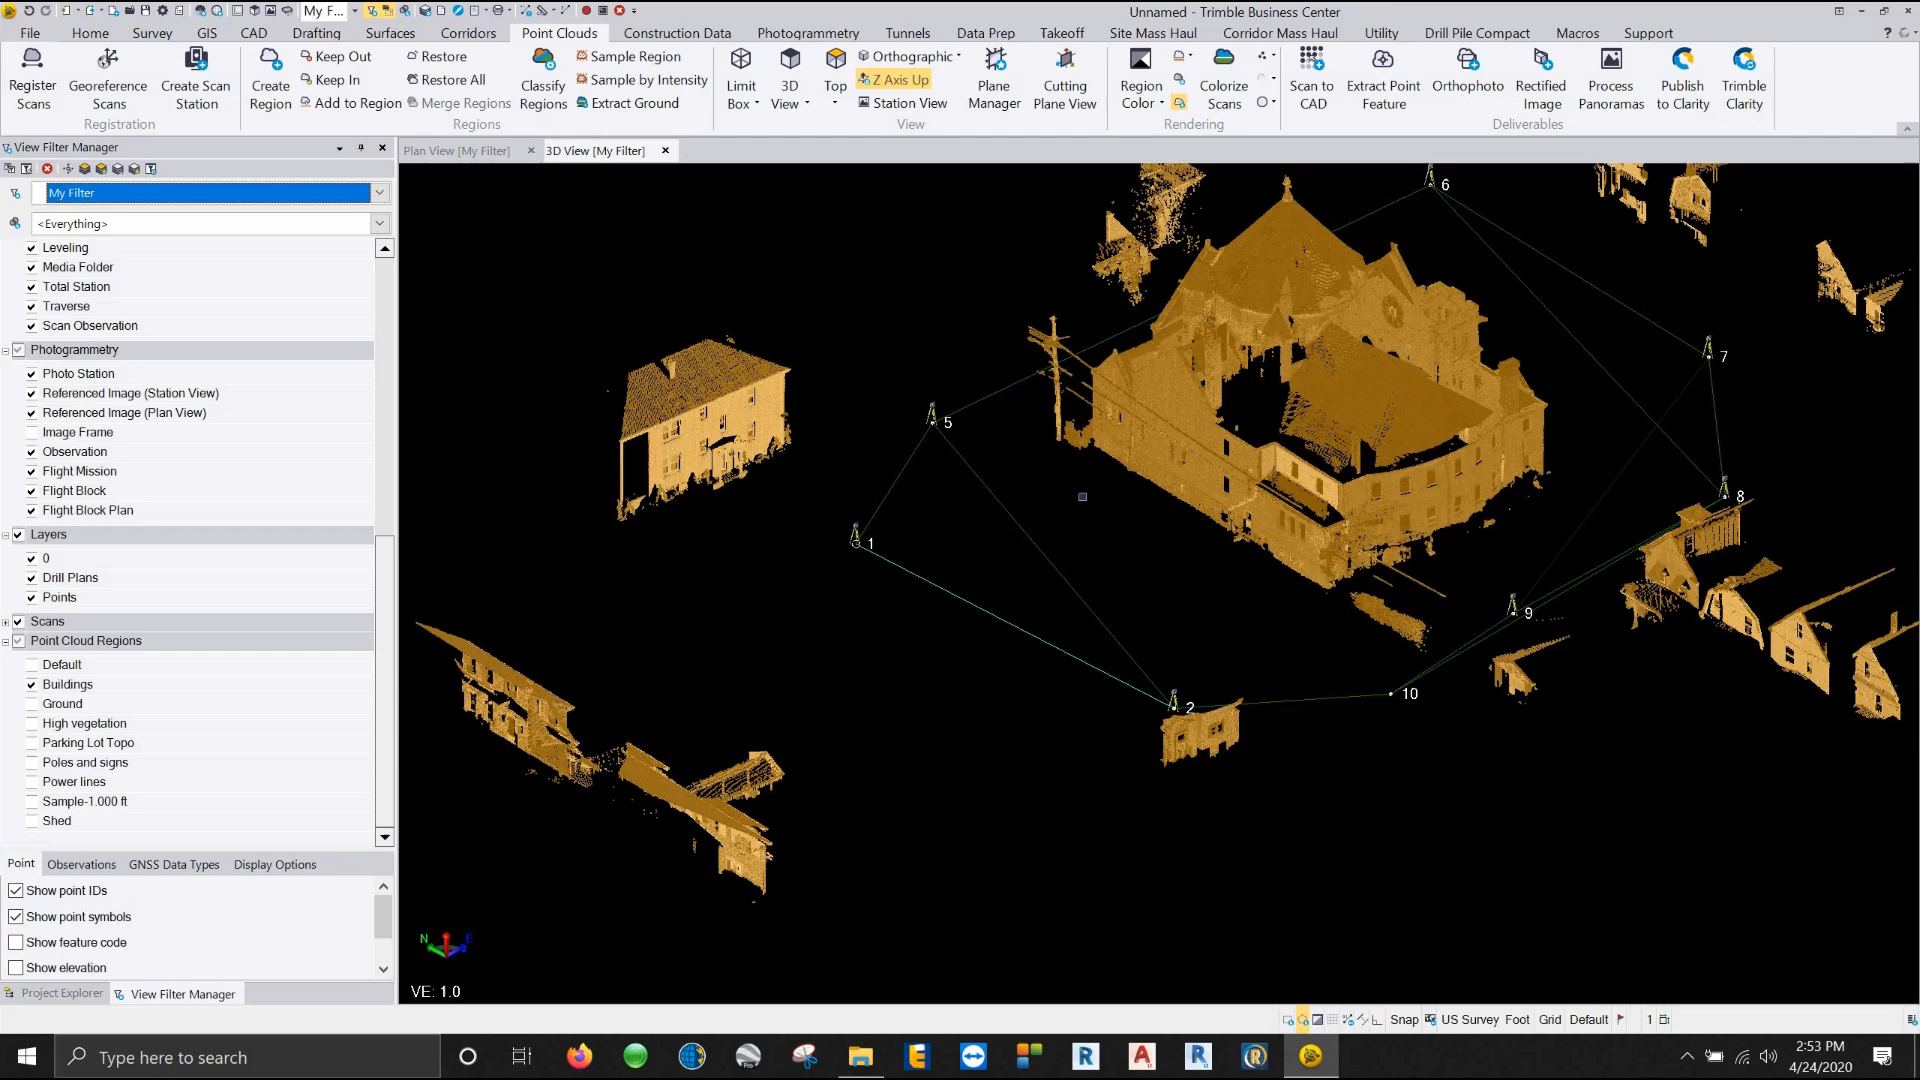 My F...
Unnamed - Trimble Business Center
File Home Survey GIS CAD Drafting Surfaces Corridors Point Clouds Construction Data Photogrammetry Tunnels Data Prep Takeoff Site Mass Haul Corridor Mass Haul Utility Drill Pile Compact Macros Support
Register Scans
Georeference Scans
Create Scan Station
Registration
Create Region
Keep Out
Keep In
Add to Region
Restore
Restore All
Merge Regions
Classify Regions
Sample Region
Sample by Intensity
Extract Ground
Regions
Limit Box
3D View
Top
Orthographic
Z Axis Up
Station View
Plane Manager
Cutting Plane View
View
Region Color
Colorize Scans
Rendering
Scan to CAD
Extract Point Feature
Orthophoto
Rectified Image
Process Panoramas
Publish to Clarity
Trimble Clarity
Deliverables
View Filter Manager
Plan View [My Filter]
3D View [My Filter]
My Filter
<Everything>
Leveling
Media Folder
Total Station
Traverse
Scan Observation
Photogrammetry
Photo Station
Referenced Image (Station View)
Referenced Image (Plan View)
Image Frame
Observation
Flight Mission
Flight Block
Flight Block Plan
Layers
0
Drill Plans
Points
Scans
Point Cloud Regions
Default
Buildings
Ground
High vegetation
Parking Lot Topo
Poles and signs
Power lines
Sample-1.000 ft
Shed
Point Observations GNSS Data Types Display Options
Show point IDs
Show point symbols
Show feature code
Show elevation
Project Explorer View Filter Manager
6
7
5
8
1
9
10
2
N E
VE: 1.0
Snap US Survey Foot Grid Default 1
Type here to search
2:53 PM
4/24/2020